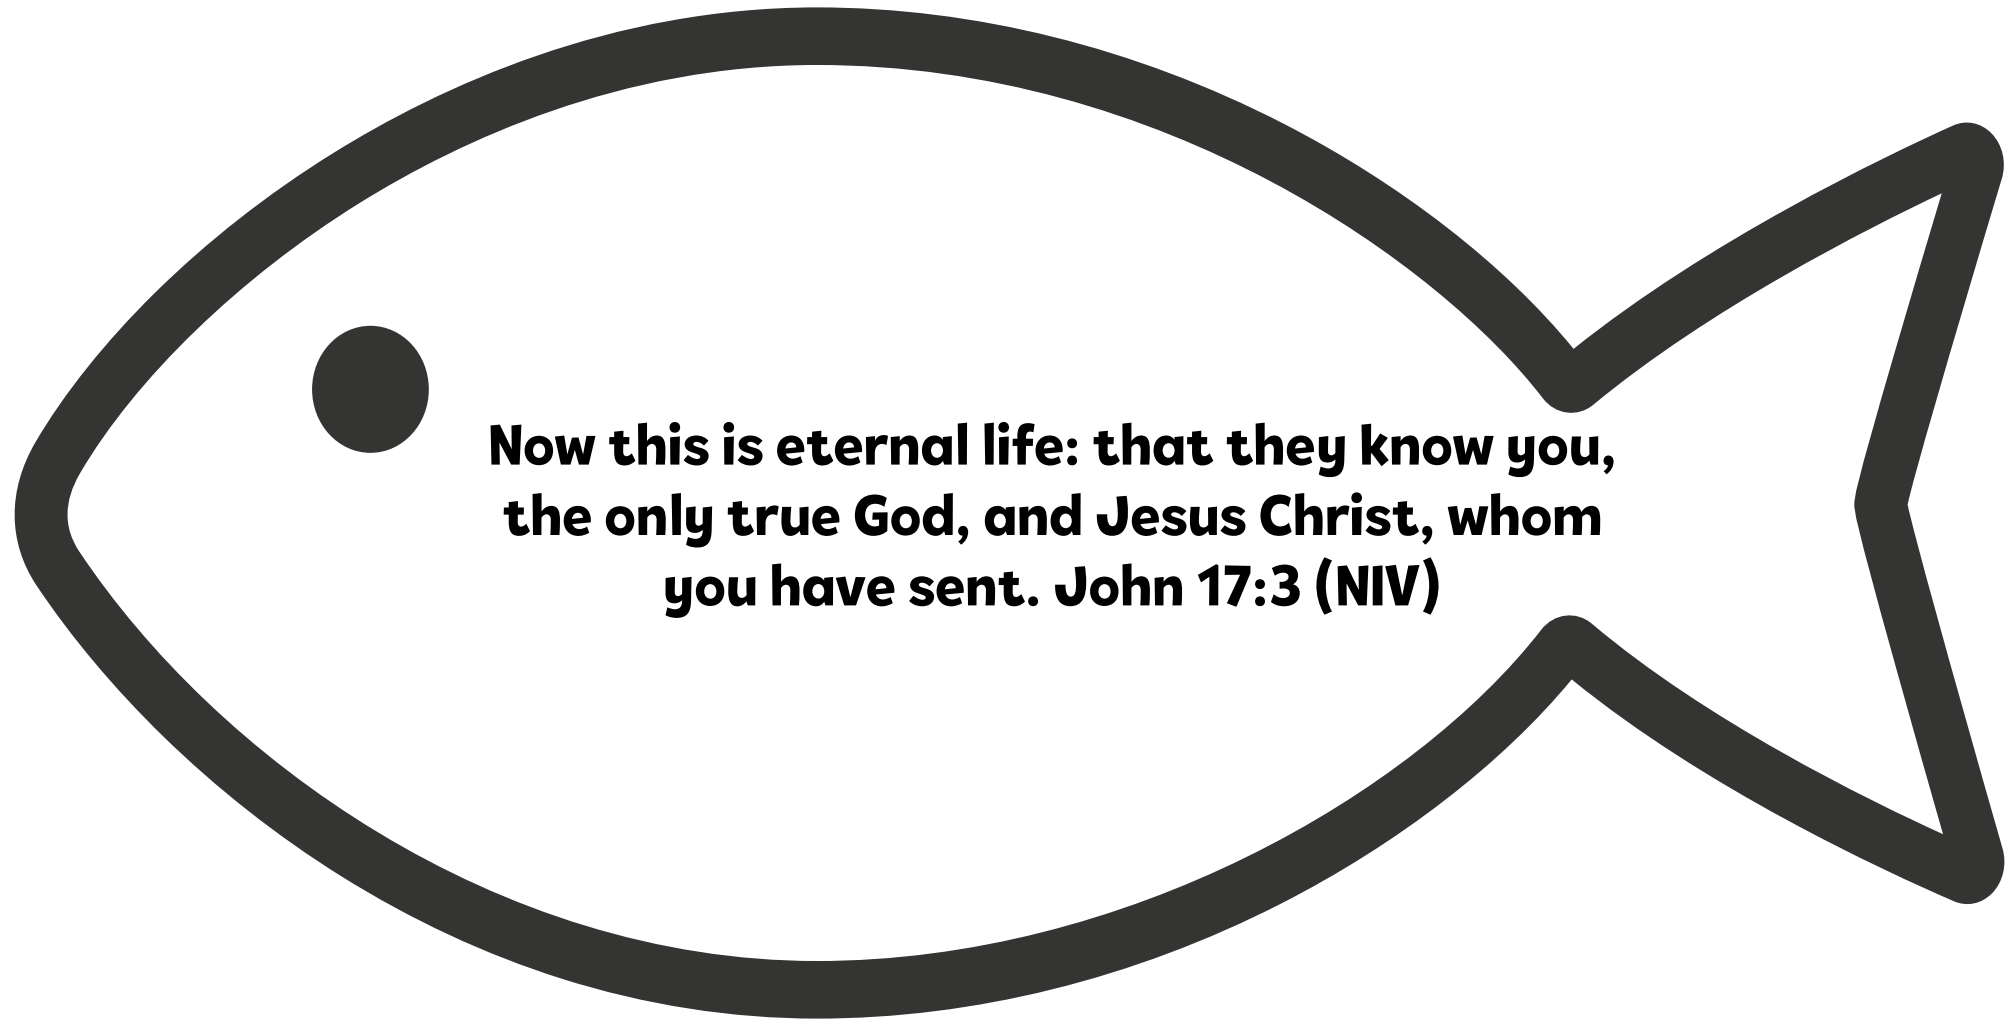 Now this is eternal life: that they know you,
the only true God, and Jesus Christ, whom
you have sent. John 17:3 (NIV)